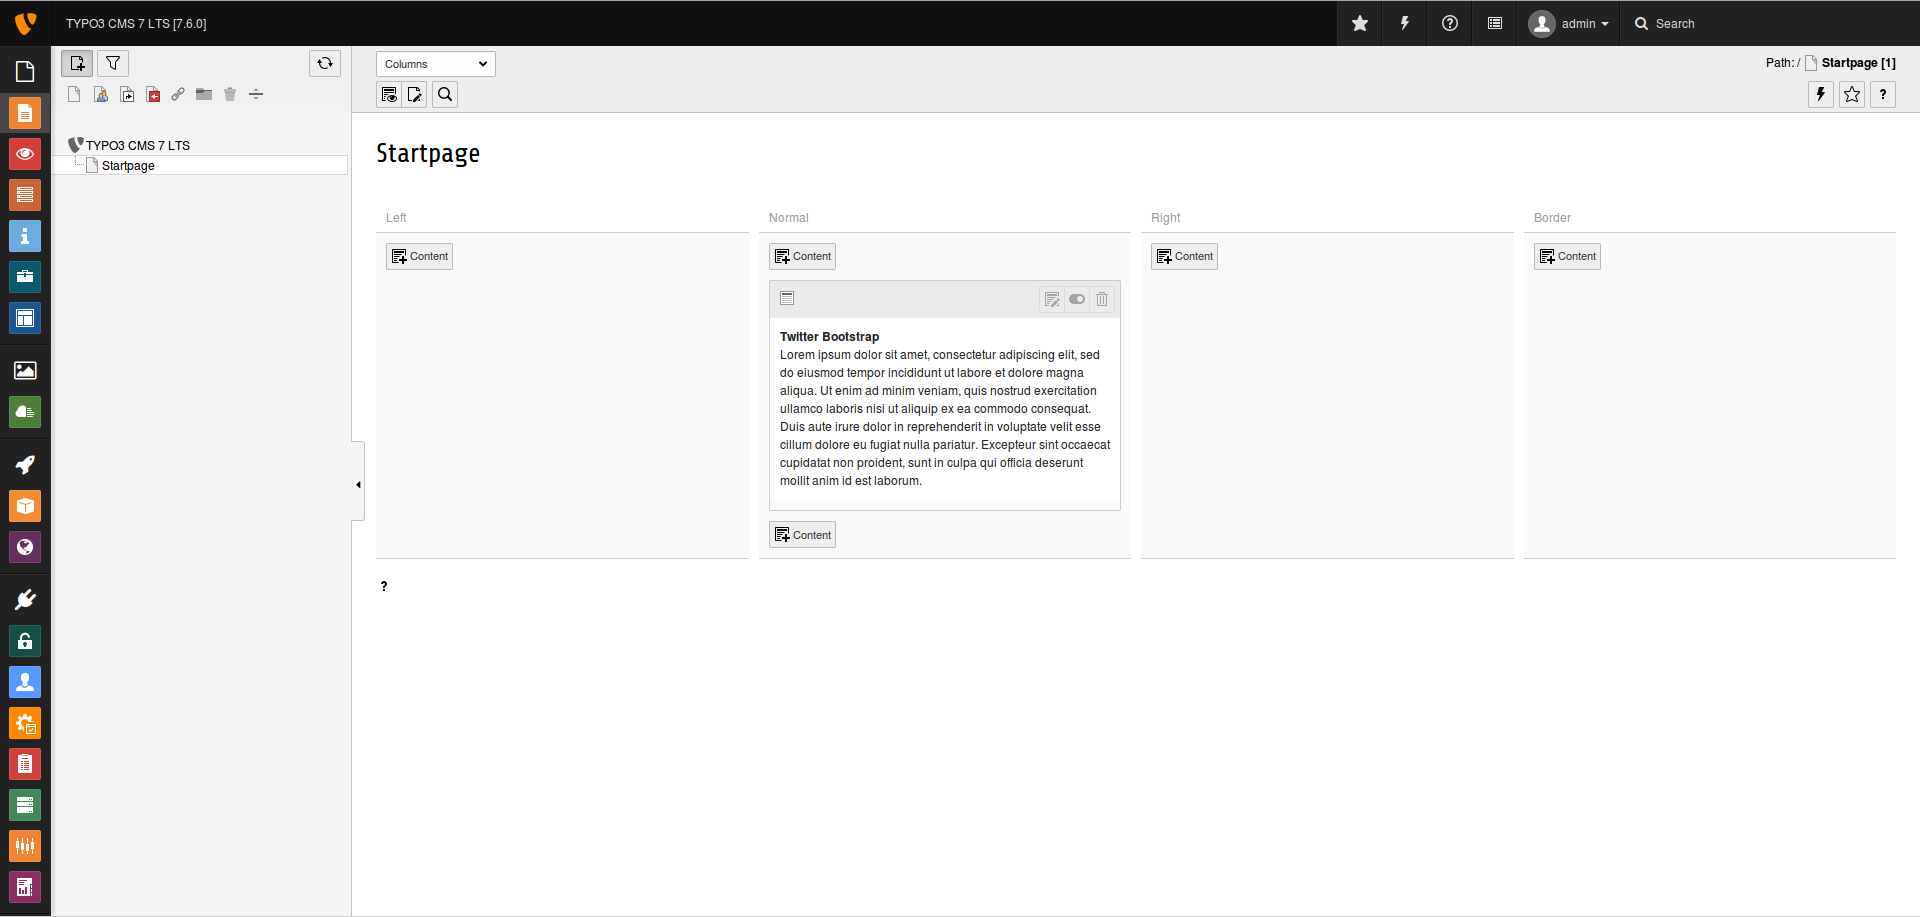 TYPO3 CMS 7 LTS [7.6.0]
admin
Search
Columns
Path: / Startpage [1]
?
TYPO3 CMS 7 LTS
Startpage
Startpage
Left
Normal
Right
Border
Content
Content
Content
Content
Twitter Bootstrap
Lorem ipsum dolor sit amet, consectetur adipiscing elit, sed
do eiusmod tempor incididunt ut labore et dolore magna
aliqua. Ut enim ad minim veniam, quis nostrud exercitation
ullamco laboris nisi ut aliquip ex ea commodo consequat.
Duis aute irure dolor in reprehenderit in voluptate velit esse
cillum dolore eu fugiat nulla pariatur. Excepteur sint occaecat
cupidatat non proident, sunt in culpa qui officia deserunt
mollit anim id est laborum.
Content
?